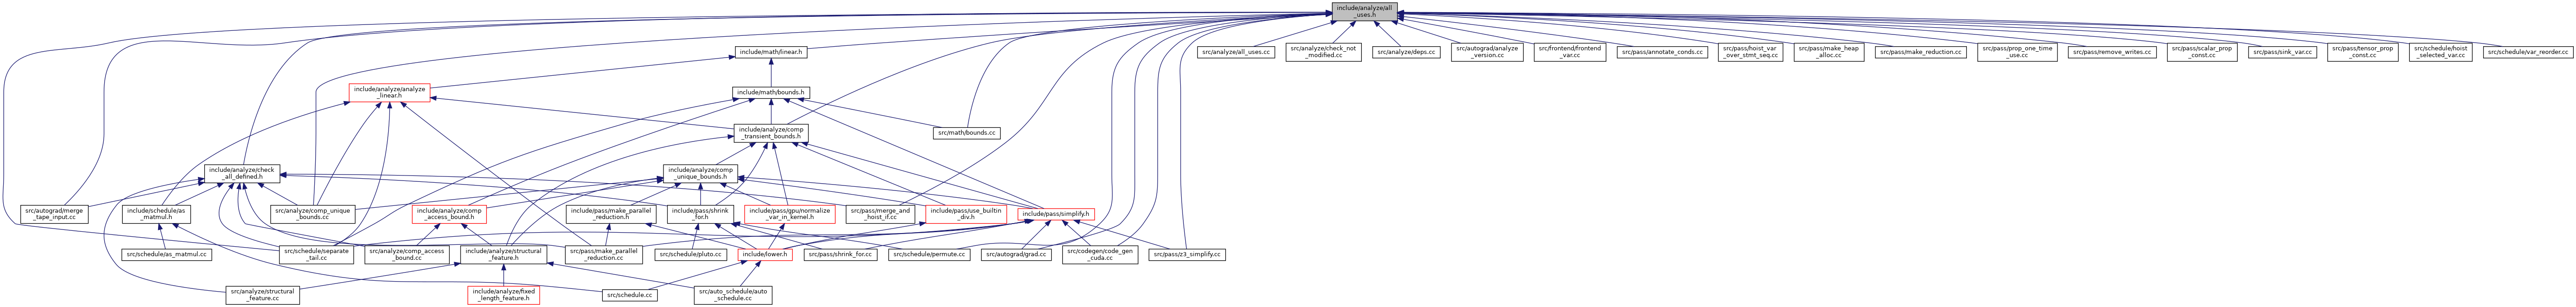 include/analyze/all
_uses.h
include/math/linear.h
src/analyze/all_uses.cc
src/analyze/check_not
_modified.cc
src/analyze/deps.cc
src/autograd/analyze
_version.cc
src/frontend/frontend
_var.cc
src/pass/annotate_conds.cc
src/pass/hoist_var
_over_stmt_seq.cc
src/pass/make_heap
_alloc.cc
src/pass/make_reduction.cc
src/pass/prop_one_time
_use.cc
src/pass/remove_writes.cc
src/pass/scalar_prop
_const.cc
src/pass/sink_var.cc
src/pass/tensor_prop
_const.cc
src/schedule/hoist
_selected_var.cc
src/schedule/var_reorder.cc
include/analyze/analyze
_linear.h
include/math/bounds.h
include/analyze/comp
_transient_bounds.h
src/math/bounds.cc
include/analyze/check
_all_defined.h
include/analyze/comp
_unique_bounds.h
src/autograd/merge
_tape_input.cc
include/schedule/as
_matmul.h
src/analyze/comp_unique
_bounds.cc
include/analyze/comp
_access_bound.h
include/pass/make_parallel
_reduction.h
include/pass/shrink
_for.h
include/pass/gpu/normalize
_var_in_kernel.h
src/pass/merge_and
_hoist_if.cc
include/pass/use_builtin
_div.h
include/pass/simplify.h
src/schedule/as_matmul.cc
src/schedule/separate
_tail.cc
src/analyze/comp_access
_bound.cc
include/analyze/structural
_feature.h
src/pass/make_parallel
_reduction.cc
src/schedule/pluto.cc
include/lower.h
src/pass/shrink_for.cc
src/schedule/permute.cc
src/autograd/grad.cc
src/codegen/code_gen
_cuda.cc
src/pass/z3_simplify.cc
src/analyze/structural
_feature.cc
include/analyze/fixed
_length_feature.h
src/schedule.cc
src/auto_schedule/auto
_schedule.cc